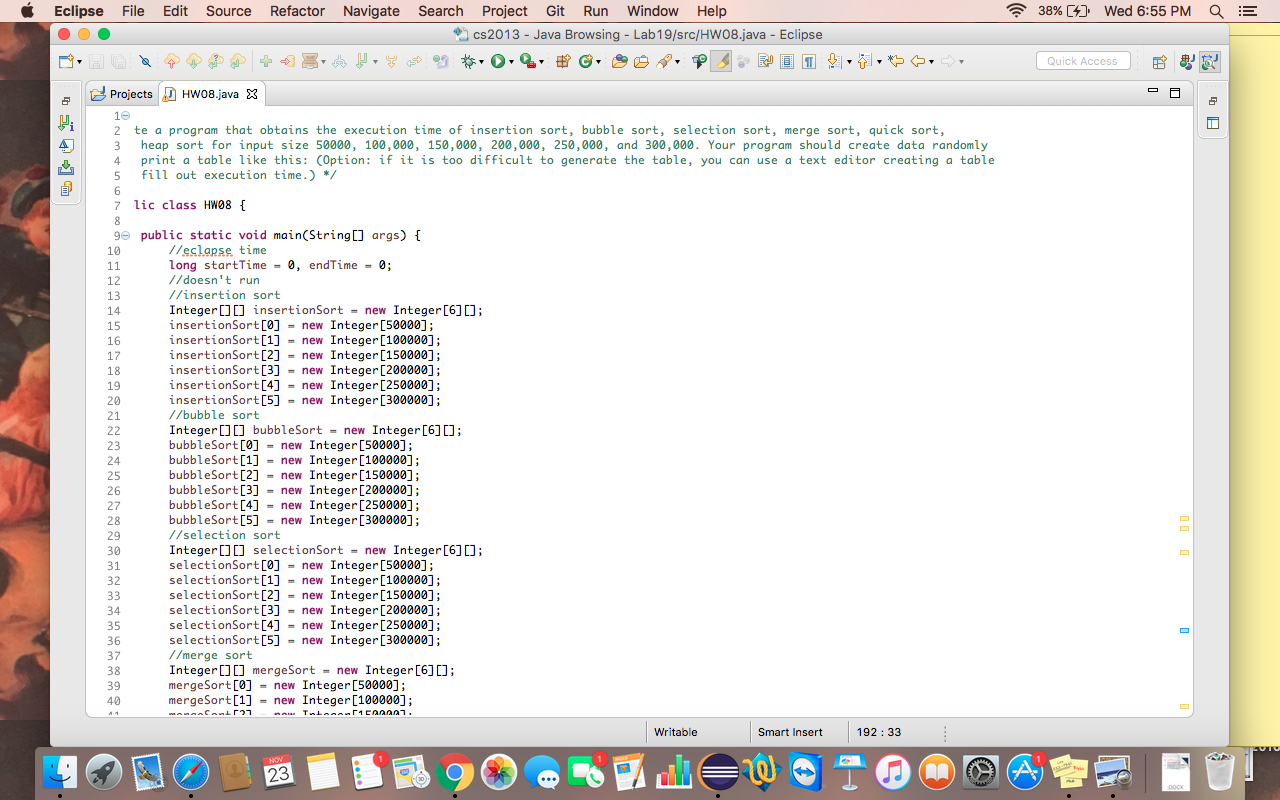 Eclipse File Edit Source Refactor Navigate Search Project Git Run Window Help 38% Wed 6:55 PM
cs2013 - Java Browsing - Lab19/src/HW08.java - Eclipse
Quick Access
Projects HW08.java
1
2 te a program that obtains the execution time of insertion sort, bubble sort, selection sort, merge sort, quick sort,
3 heap sort for input size 50000, 100,000, 150,000, 200,000, 250,000, and 300,000. Your program should create data randomly
4 print a table like this: (Option: if it is too difficult to generate the table, you can use a text editor creating a table
5 fill out execution time.) */
6
7 lic class HW08 {
8
9 public static void main(String[] args) {
10 //eclapse time
11 long startTime = 0, endTime = 0;
12 //doesn't run
13 //insertion sort
14 Integer[][] insertionSort = new Integer[6][];
15 insertionSort[0] = new Integer[50000];
16 insertionSort[1] = new Integer[100000];
17 insertionSort[2] = new Integer[150000];
18 insertionSort[3] = new Integer[200000];
19 insertionSort[4] = new Integer[250000];
20 insertionSort[5] = new Integer[300000];
21 //bubble sort
22 Integer[][] bubbleSort = new Integer[6][];
23 bubbleSort[0] = new Integer[50000];
24 bubbleSort[1] = new Integer[100000];
25 bubbleSort[2] = new Integer[150000];
26 bubbleSort[3] = new Integer[200000];
27 bubbleSort[4] = new Integer[250000];
28 bubbleSort[5] = new Integer[300000];
29 //selection sort
30 Integer[][] selectionSort = new Integer[6][];
31 selectionSort[0] = new Integer[50000];
32 selectionSort[1] = new Integer[100000];
33 selectionSort[2] = new Integer[150000];
34 selectionSort[3] = new Integer[200000];
35 selectionSort[4] = new Integer[250000];
36 selectionSort[5] = new Integer[300000];
37 //merge sort
38 Integer[][] mergeSort = new Integer[6][];
39 mergeSort[0] = new Integer[50000];
40 mergeSort[1] = new Integer[100000];
41 mergeSort[2] = new Integer[150000];
Writable Smart Insert 192 : 33
NOV
23
1
1
1
DOCX